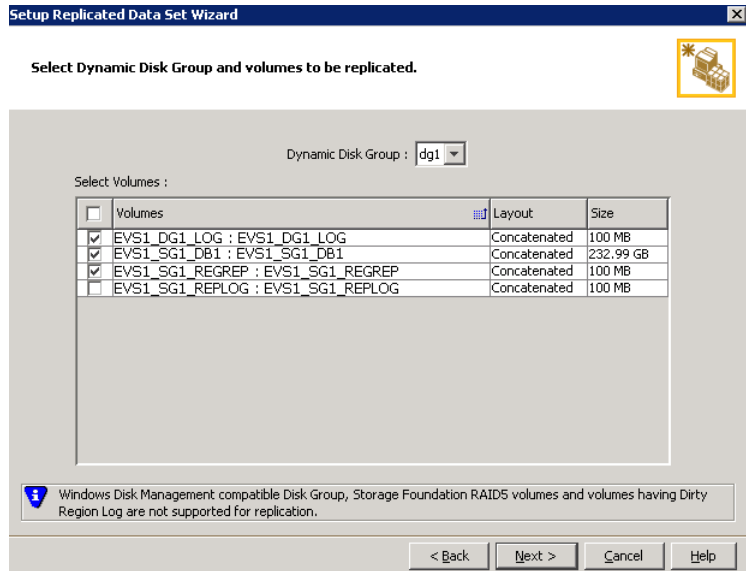 Setup Replicated Data Set Wizard
Select Dynamic Disk Group and volumes to be replicated.
Dynamic Disk Group : dg1
Select Volumes :
Volumes Layout Size
EVS1_DG1_LOG : EVS1_DG1_LOG Concatenated 100 MB
EVS1_SG1_DB1 : EVS1_SG1_DB1 Concatenated 232.99 GB
EVS1_SG1_REGREP : EVS1_SG1_REGREP Concatenated 100 MB
EVS1_SG1_REPLOG : EVS1_SG1_REPLOG Concatenated 100 MB
Windows Disk Management compatible Disk Group, Storage Foundation RAID5 volumes and volumes having Dirty
Region Log are not supported for replication.
< Back Next > Cancel Help